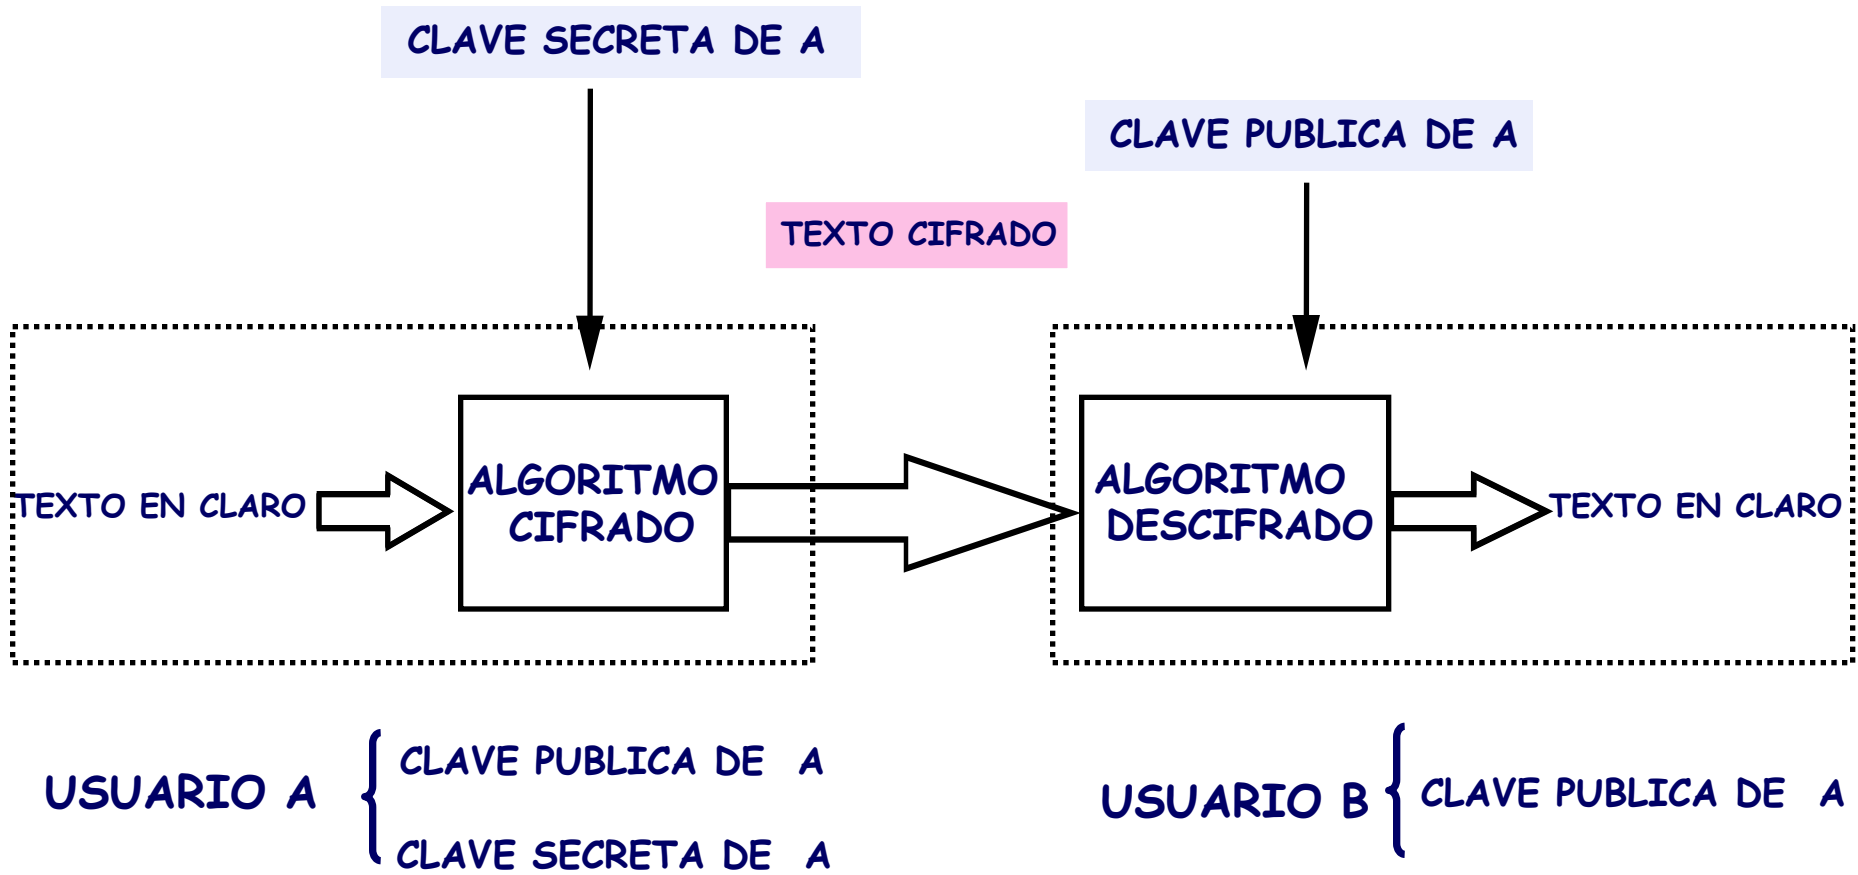 CLAVE SECRETA DE A
CLAVE PUBLICA DE A
TEXTO CIFRADO
TEXTO EN CLARO
ALGORITMO
CIFRADO
ALGORITMO
DESCIFRADO
TEXTO EN CLARO
USUARIO A
CLAVE PUBLICA DE A
CLAVE SECRETA DE A
USUARIO B
CLAVE PUBLICA DE A